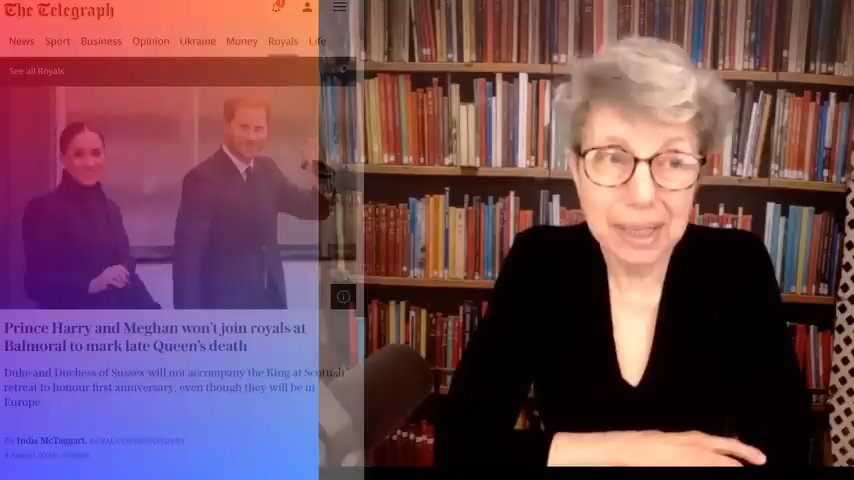 The Telegraph
News Sport Business Opinion Ukraine Money Royals Life
See all Royals
Prince Harry and Meghan won't join royals at
Balmoral to mark late Queen's death
Duke and Duchess of Sussex will not accompany the King at Scottish
retreat to honour first anniversary, even though they will be in
Europe
By India McTaggart, ROYAL CORRESPONDENT